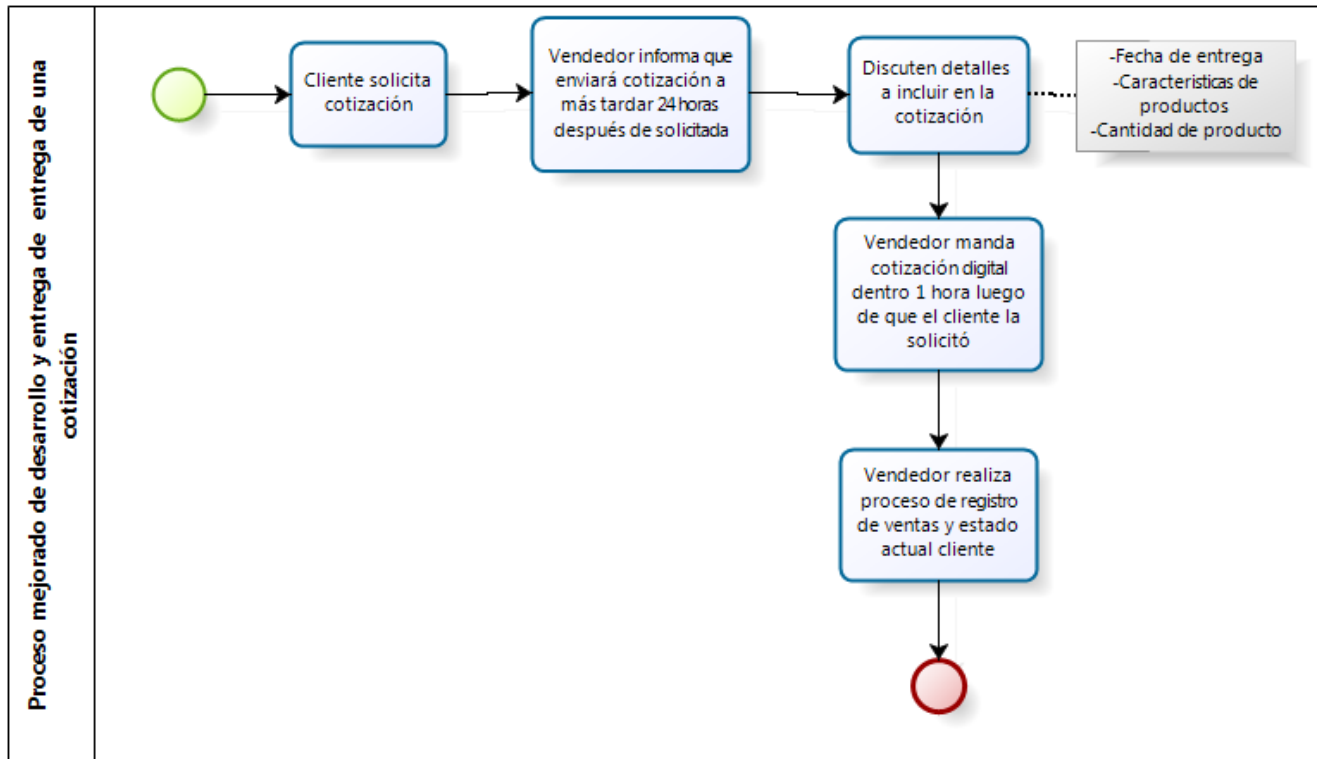 Proceso mejorado de desarrollo y entrega de entrega de una
cotización
Cliente solicita
cotización
Vendedor informa que
enviará cotización a
más tardar 24 horas
después de solicitada
Discuten detalles
a incluir en la
cotización
-Fecha de entrega
-Caracteristicas de
productos
-Cantidad de producto
Vendedor manda
cotización digital
dentro 1 hora luego
de que el cliente la
solicitó
Vendedor realiza
proceso de registro
de ventas y estado
actual cliente